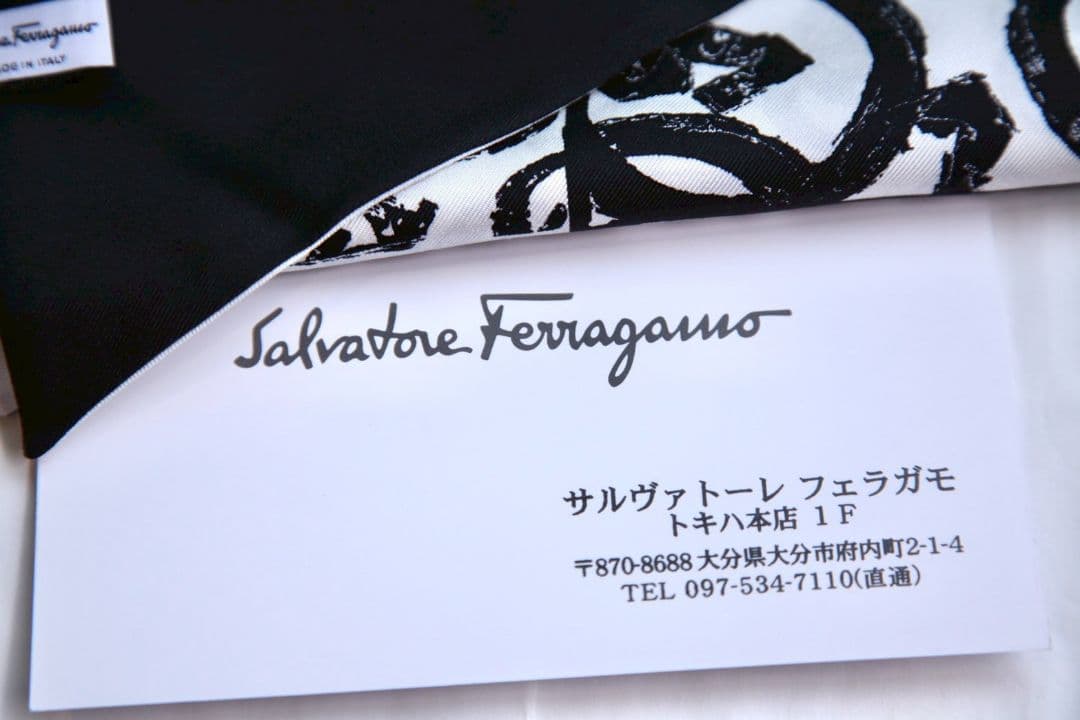 Ferragamo
IN ITALY
Salvatore Ferragamo
サルヴァトーレ フェラガモ
トキハ本店 1F
〒870-8688 大分県大分市府内町2-1-4
TEL 097-534-7110(直通)